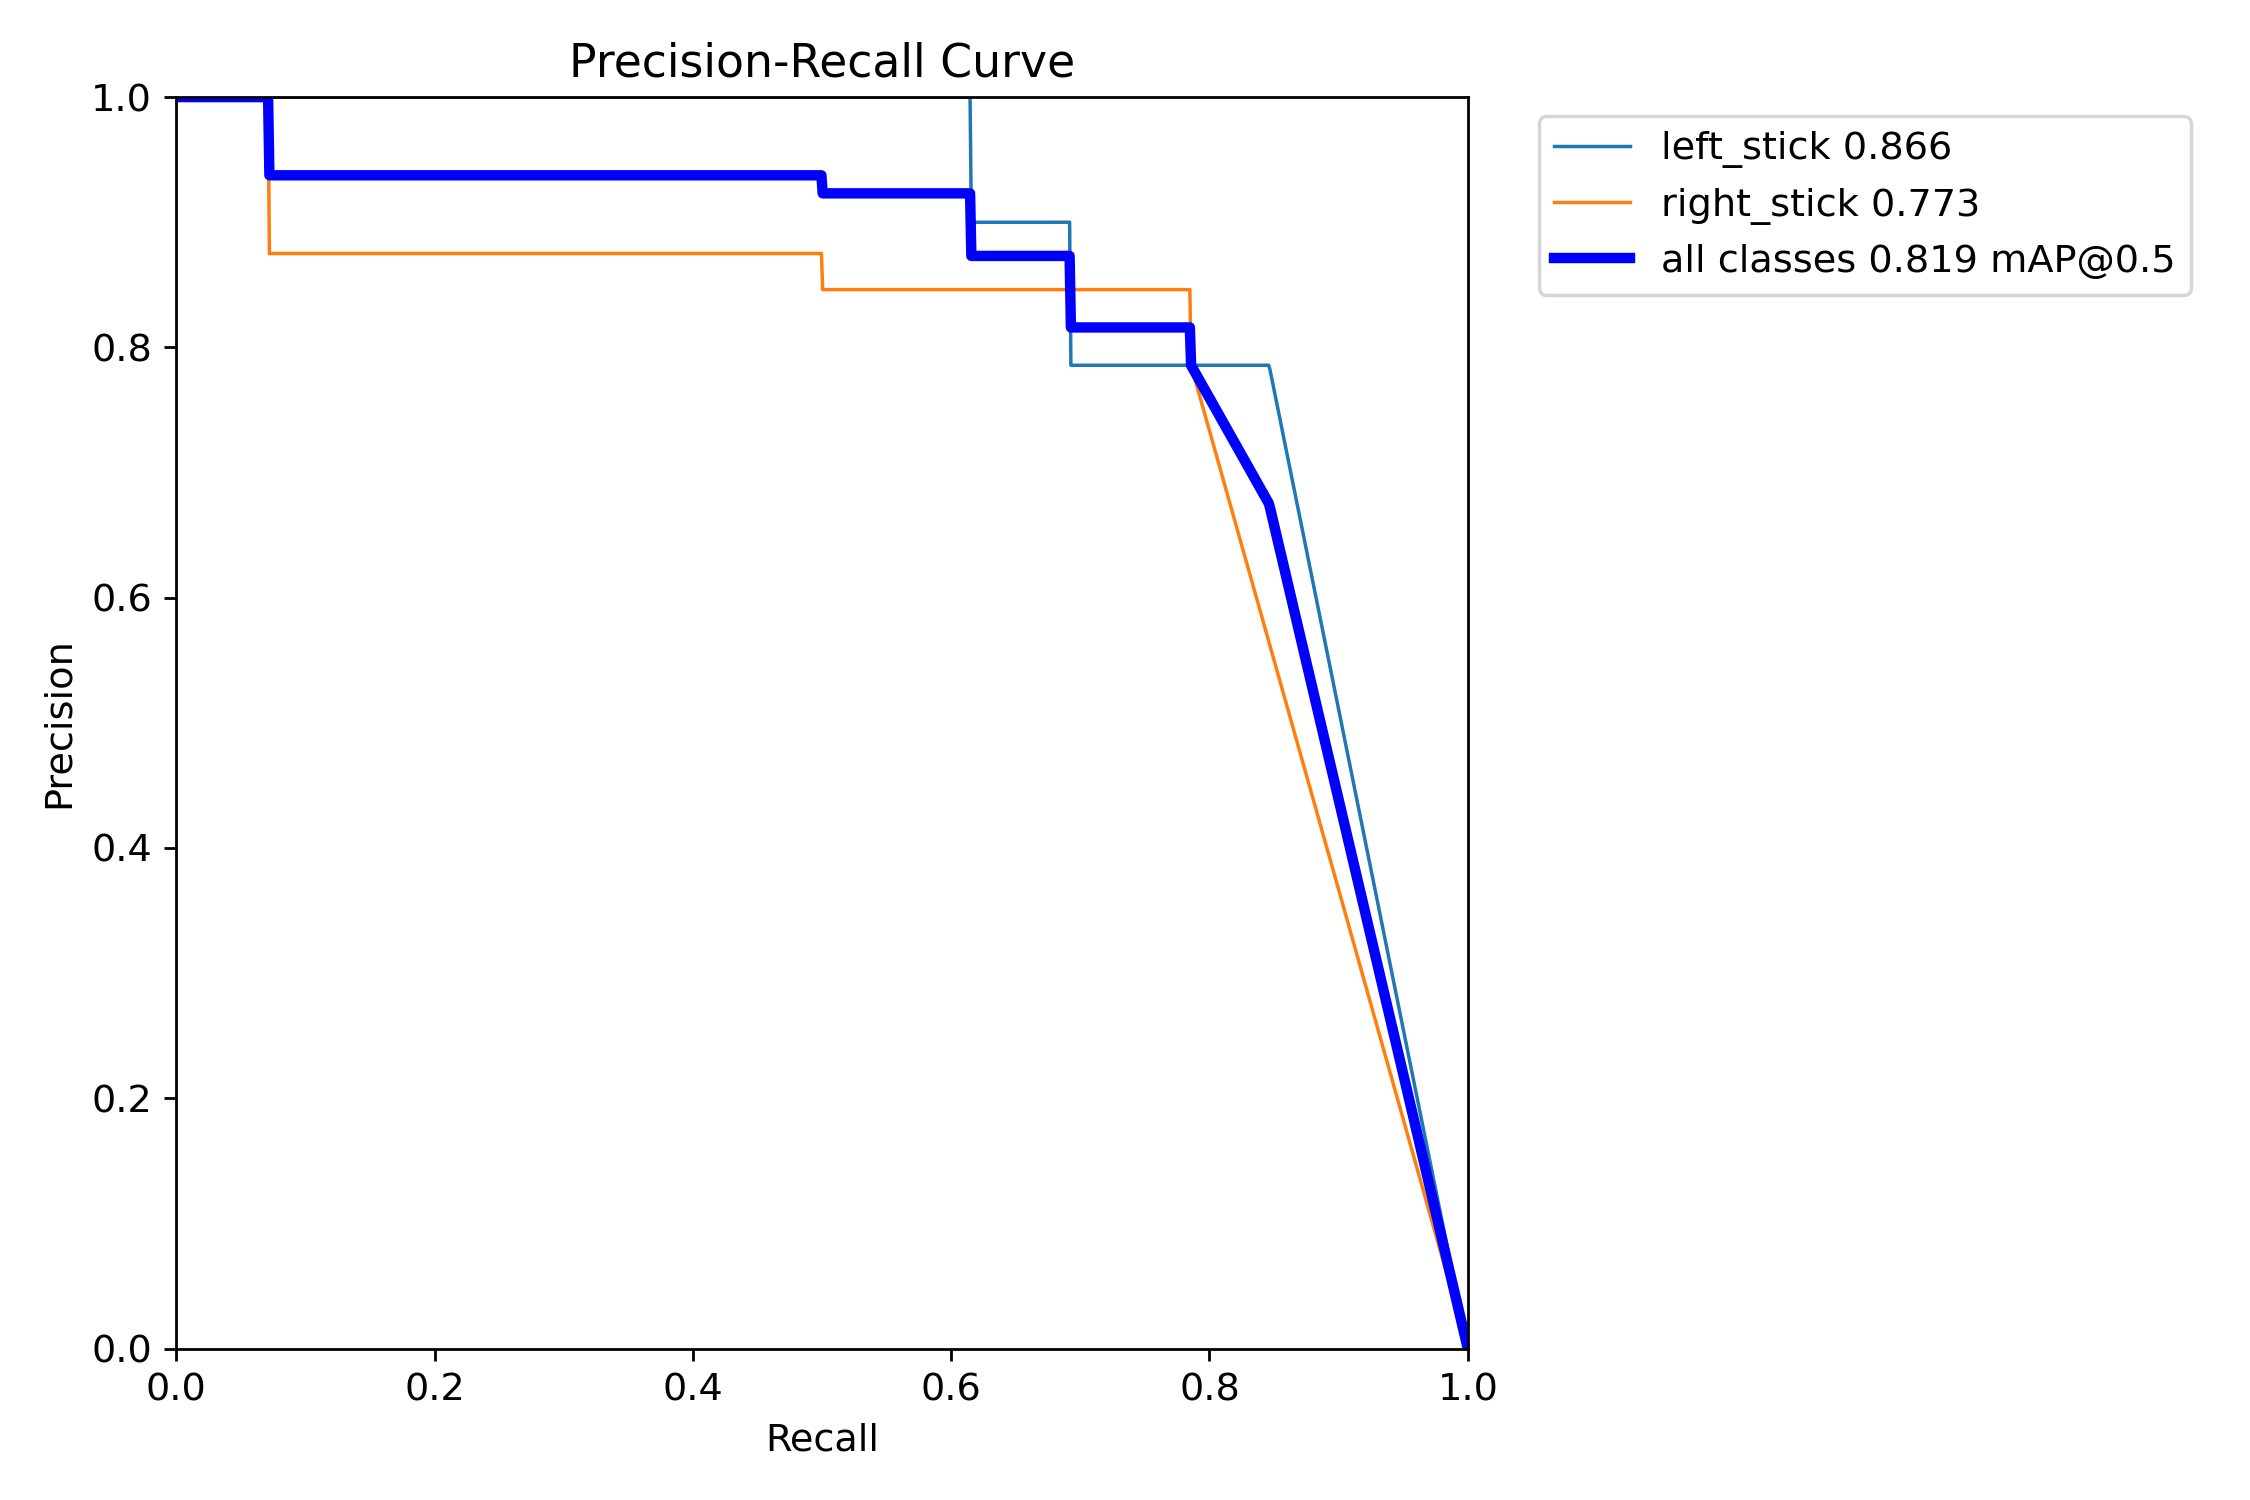 Precision-Recall Curve
1.0
0.8
0.6
0.4
0.2
0.0
Precision
0.0 0.2 0.4 0.6 0.8 1.0
Recall
left_stick 0.866
right_stick 0.773
all classes 0.819 mAP@0.5